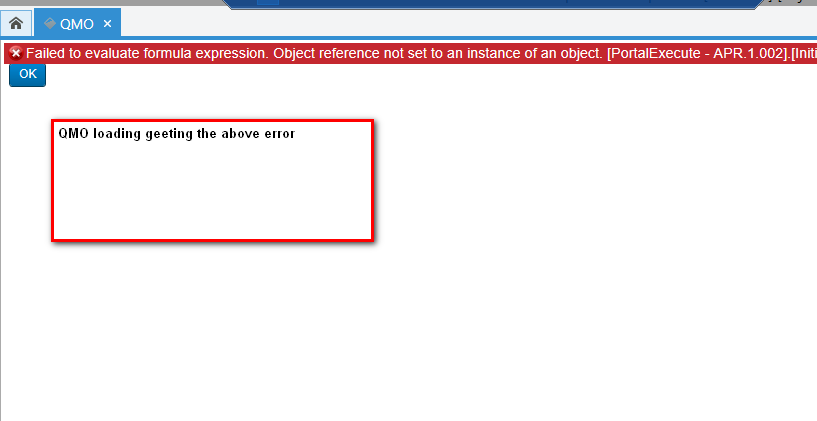 QMO
Failed to evaluate formula expression. Object reference not set to an instance of an object. [PortalExecute - APR.1.002].[Initi
OK
QMO loading geeting the above error